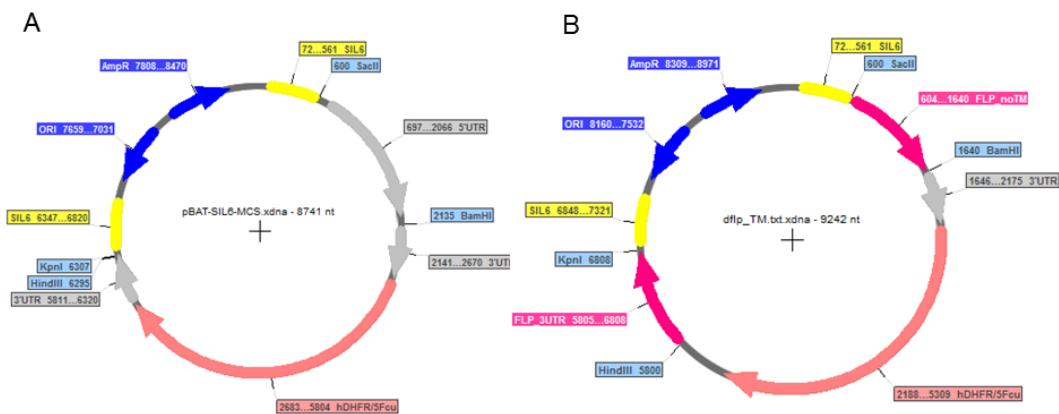 A
72...561 SIL6
600 SacII
AmpR 7808...8470
697...2066 5'UTR
ORI 7659...7031
pBAT-SIL6-MCS.xdna - 8741 nt
2135 BamHI
SIL6 6347...6820
2141...2670 3'UTR
KpnI 6307
HindIII 6295
3'UTR 5811...6320
2683...5804 hDHFR/5Fcu
B
72...561 SIL6
600 SacII
AmpR 8309...8971
604...1640 FLP_noTM
ORI 8160...7532
1640 BamHI
1646...2175 3'UTR
SIL6 6848...7321
dflp_TM.txt.xdna - 9242 nt
KpnI 6808
FLP_3UTR 5805...6808
HindIII 5800
2188...5309 hDHFR/5Fcu